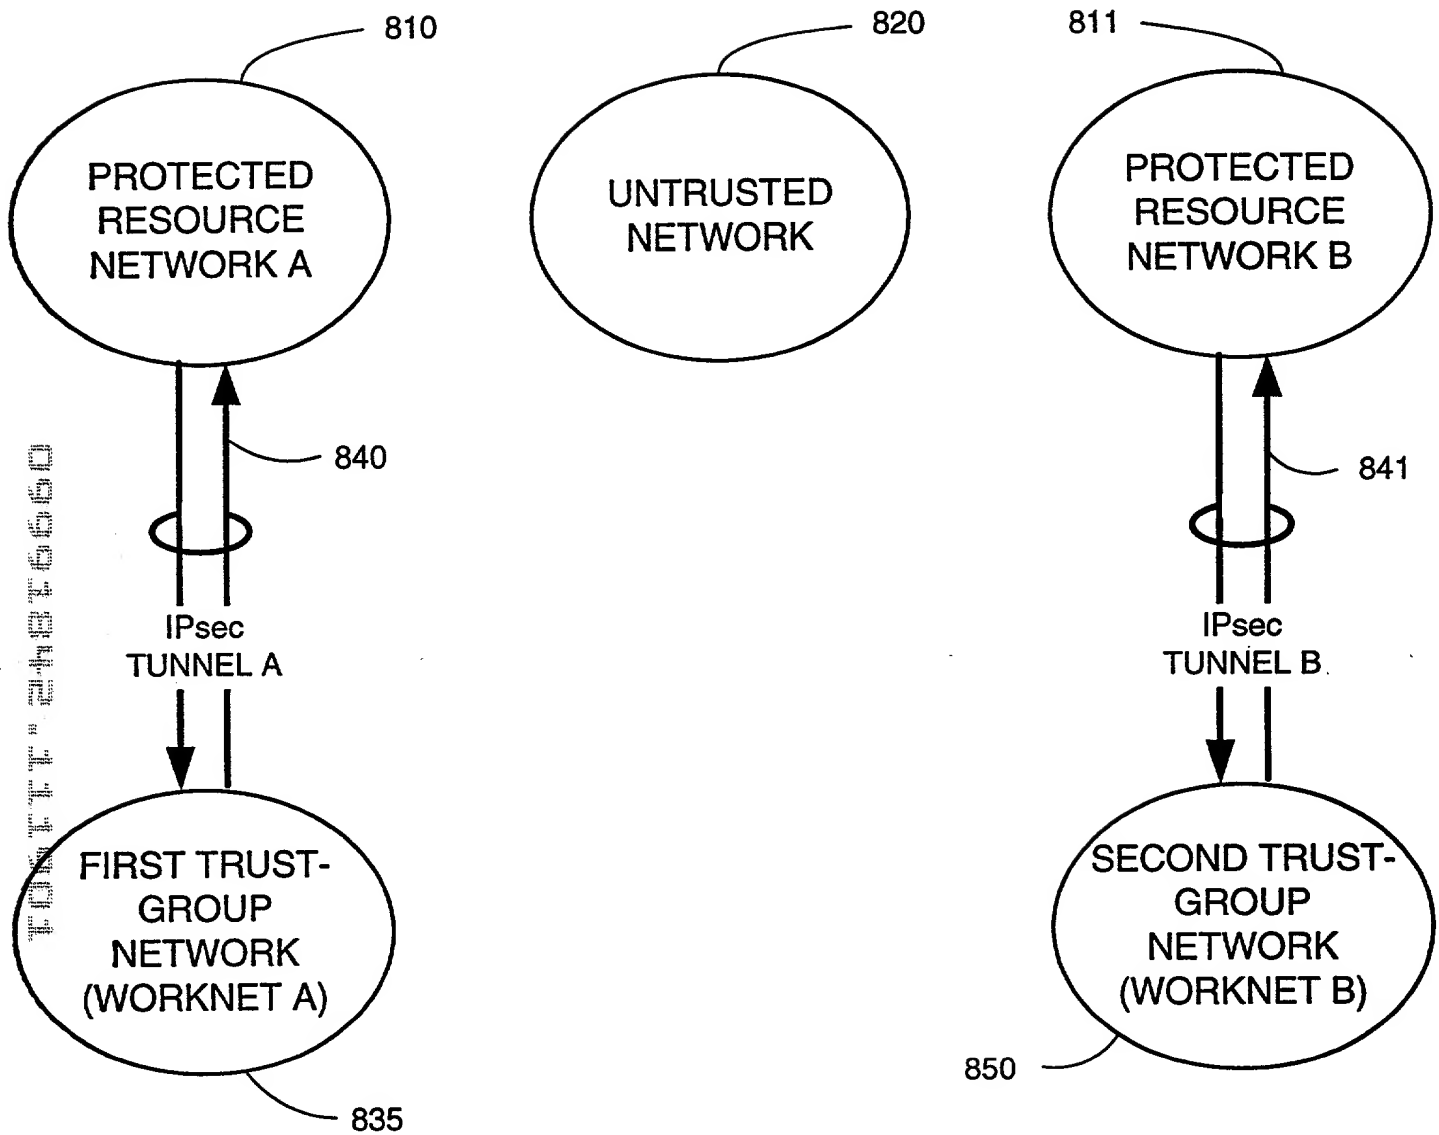 810
820
811
PROTECTED
RESOURCE
NETWORK A
UNTRUSTED
NETWORK
PROTECTED
RESOURCE
NETWORK B
840
841
IPsec
TUNNEL A
IPsec
TUNNEL B
FIRST TRUST-
GROUP
NETWORK
(WORKNET A)
SECOND TRUST-
GROUP
NETWORK
(WORKNET B)
850
835